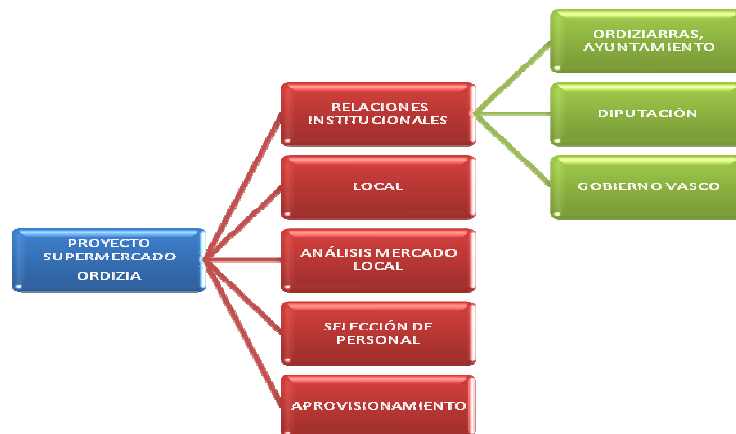 ORDIZIARRAS,
AYUNTAMIENTO
RELACIONES
INSTITUCIONALES
DIPUTACIÓN
LOCAL
GOBIERNO VASCO
PROYECTO
SUPERMERCADO
ORDIZIA
ANÁLISIS MERCADO
LOCAL
SELECCIÓN DE
PERSONAL
APROVISIONAMIENTO